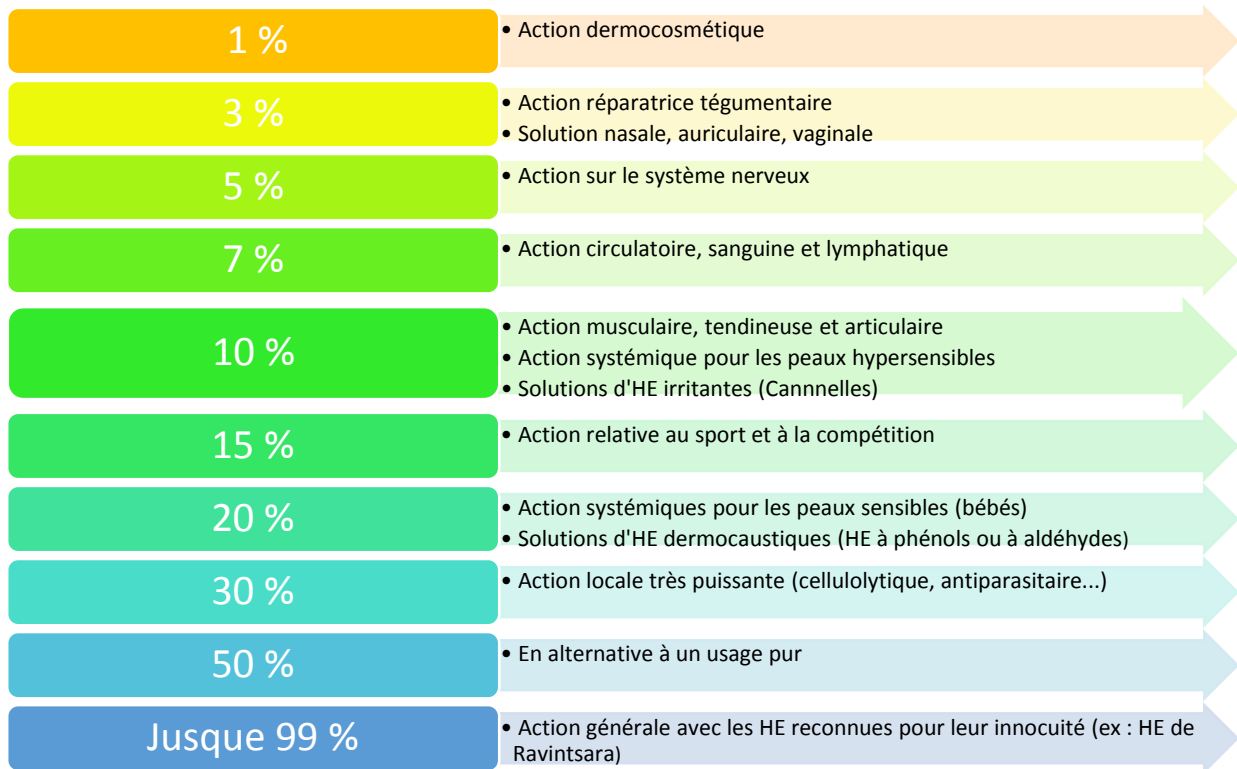 1 %
• Action dermocosmétique
3 %
• Action réparatrice tégumentaire
• Solution nasale, auriculaire, vaginale
5 %
• Action sur le système nerveux
7 %
• Action circulatoire, sanguine et lymphatique
10 %
• Action musculaire, tendineuse et articulaire
• Action systémique pour les peaux hypersensibles
• Solutions d'HE irritantes (Cannnelles)
15 %
• Action relative au sport et à la compétition
20 %
• Action systémiques pour les peaux sensibles (bébés)
• Solutions d'HE dermocaustiques (HE à phénols ou à aldéhydes)
30 %
• Action locale très puissante (cellulolytique, antiparasitaire...)
50 %
• En alternative à un usage pur
Jusque 99 %
• Action générale avec les HE reconnues pour leur innocuité (ex : HE de
Ravintsara)